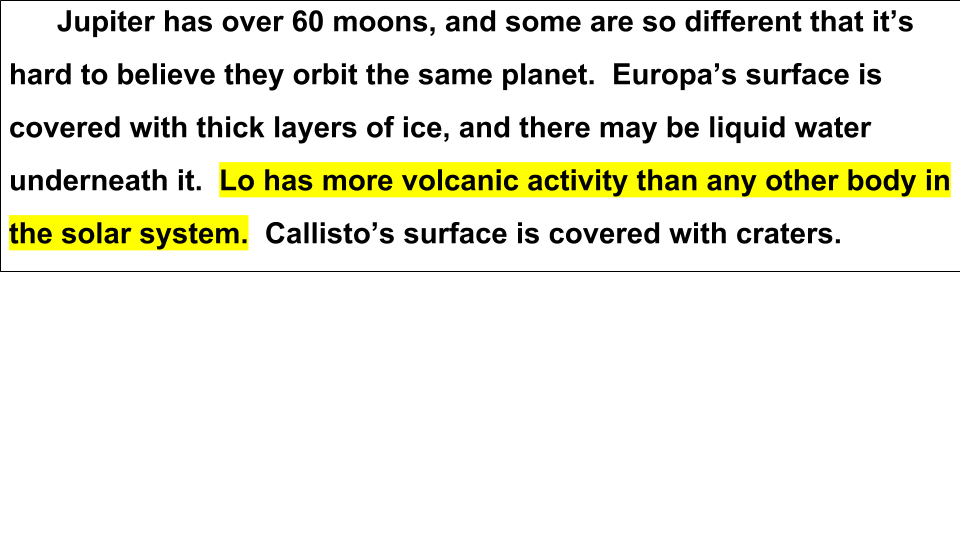 Jupiter has over 60 moons, and some are so different that it’s
hard to believe they orbit the same planet.  Europa’s surface is
covered with thick layers of ice, and there may be liquid water
underneath it.  Lo has more volcanic activity than any other body in
the solar system.  Callisto’s surface is covered with craters.